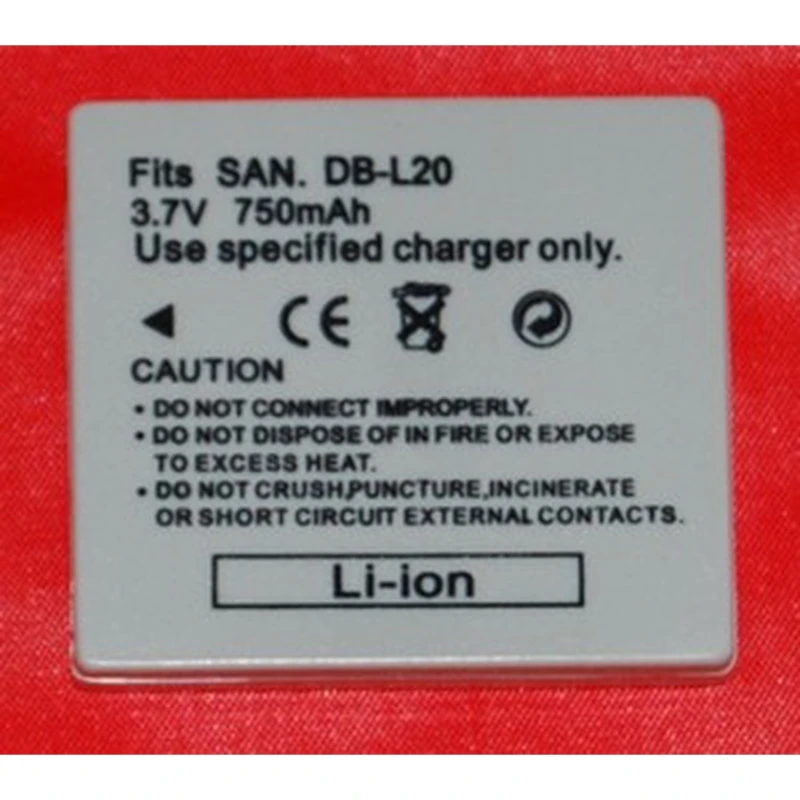 Fits SAN. DB-L20
3.7V 750mAh
Use specified charger only.
CE
CAUTION
• DO NOT CONNECT IMPROPERLY.
• DO NOT DISPOSE OF IN FIRE OR EXPOSE
TO EXCESS HEAT.
• DO NOT CRUSH,PUNCTURE,INCINERATE
OR SHORT CIRCUIT EXTERNAL CONTACTS.
Li-ion